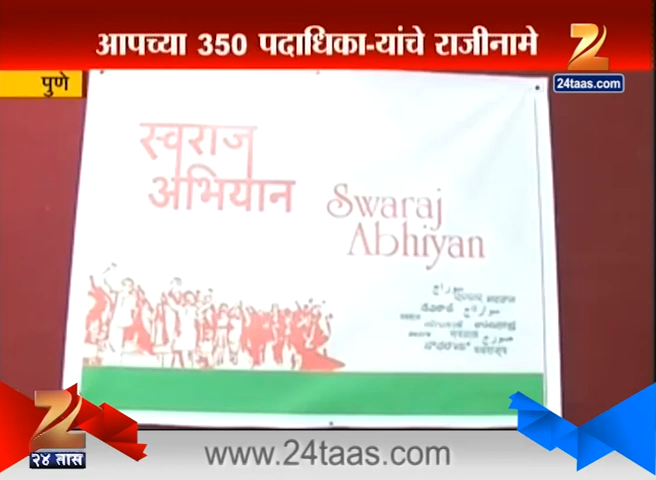 आपच्या 350 पदाधिका-यांचे राजीनामे
24taas.com
पुणे
स्वराज
अभियान
Swaraj
Abhiyan
२४ तास
www.24taas.com